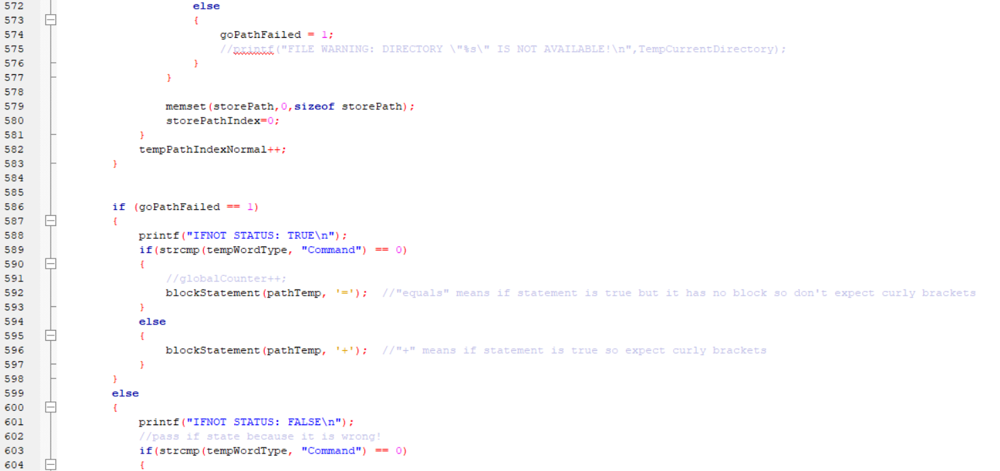 572 else
573 {
574 goPathFailed = 1;
575 //printf("FILE WARNING: DIRECTORY \"%s\" IS NOT AVAILABLE!\n",TempCurrentDirectory);
576 }
577 }
578
579 memset(storePath,0,sizeof storePath);
580 storePathIndex=0;
581 }
582 tempPathIndexNormal++;
583 }
584
585
586 if (goPathFailed == 1)
587 {
588 printf("IFNOT STATUS: TRUE\n");
589 if(strcmp(tempWordType, "Command") == 0)
590 {
591 //globalCounter++;
592 blockStatement(pathTemp, '='); //"equals" means if statement is true but it has no block so don't expect curly brackets
593 }
594 else
595 {
596 blockStatement(pathTemp, '+'); //"+" means if statement is true so expect curly brackets
597 }
598 }
599 else
600 {
601 printf("IFNOT STATUS: FALSE\n");
602 //pass if state because it is wrong!
603 if(strcmp(tempWordType, "Command") == 0)
604 {